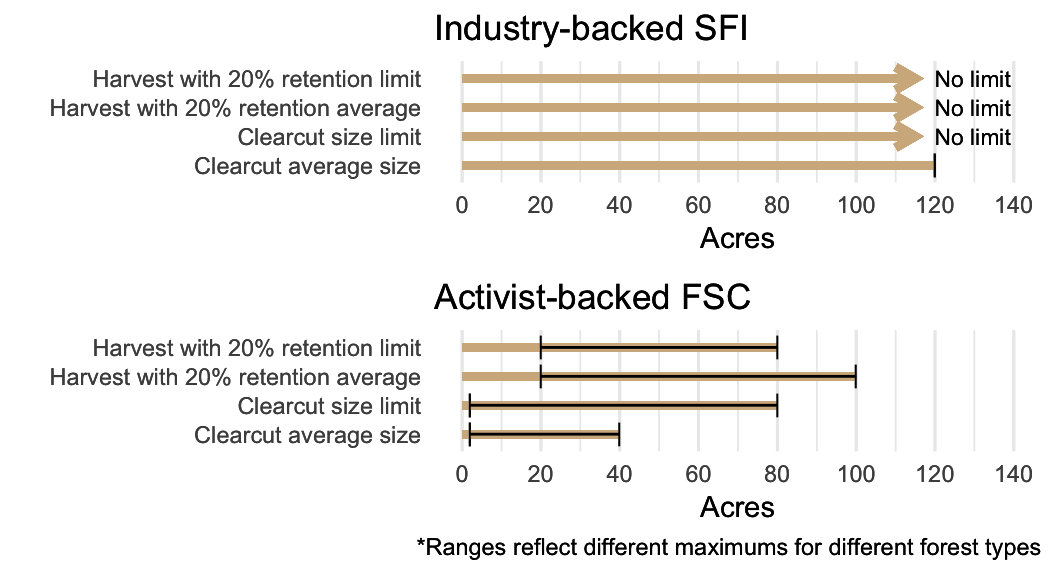 Industry-backed SFI
Harvest with 20% retention limit
No limit
Harvest with 20% retention average
No limit
Clearcut size limit
No limit
Clearcut average size
0 20 40 60 80 100 120 140
Acres
Activist-backed FSC
Harvest with 20% retention limit
Harvest with 20% retention average
Clearcut size limit
Clearcut average size
0 20 40 60 80 100 120 140
Acres
*Ranges reflect different maximums for different forest types